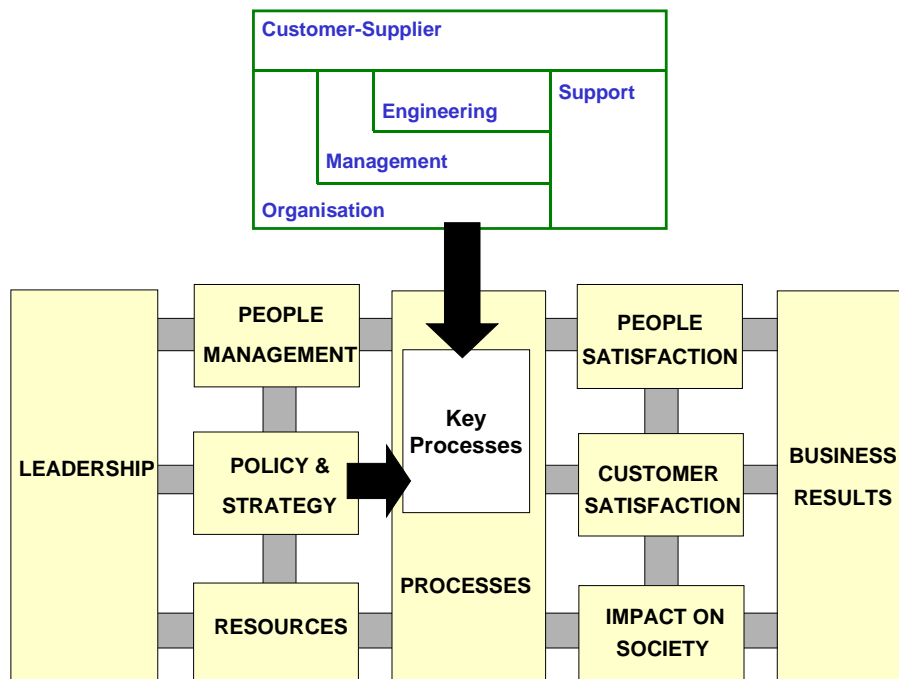 Customer-Supplier
Support
Engineering
Management
Organisation
PEOPLE
MANAGEMENT
PEOPLE
SATISFACTION
Key
Processes
LEADERSHIP
POLICY &
STRATEGY
CUSTOMER
SATISFACTION
BUSINESS
RESULTS
PROCESSES
RESOURCES
IMPACT ON
SOCIETY